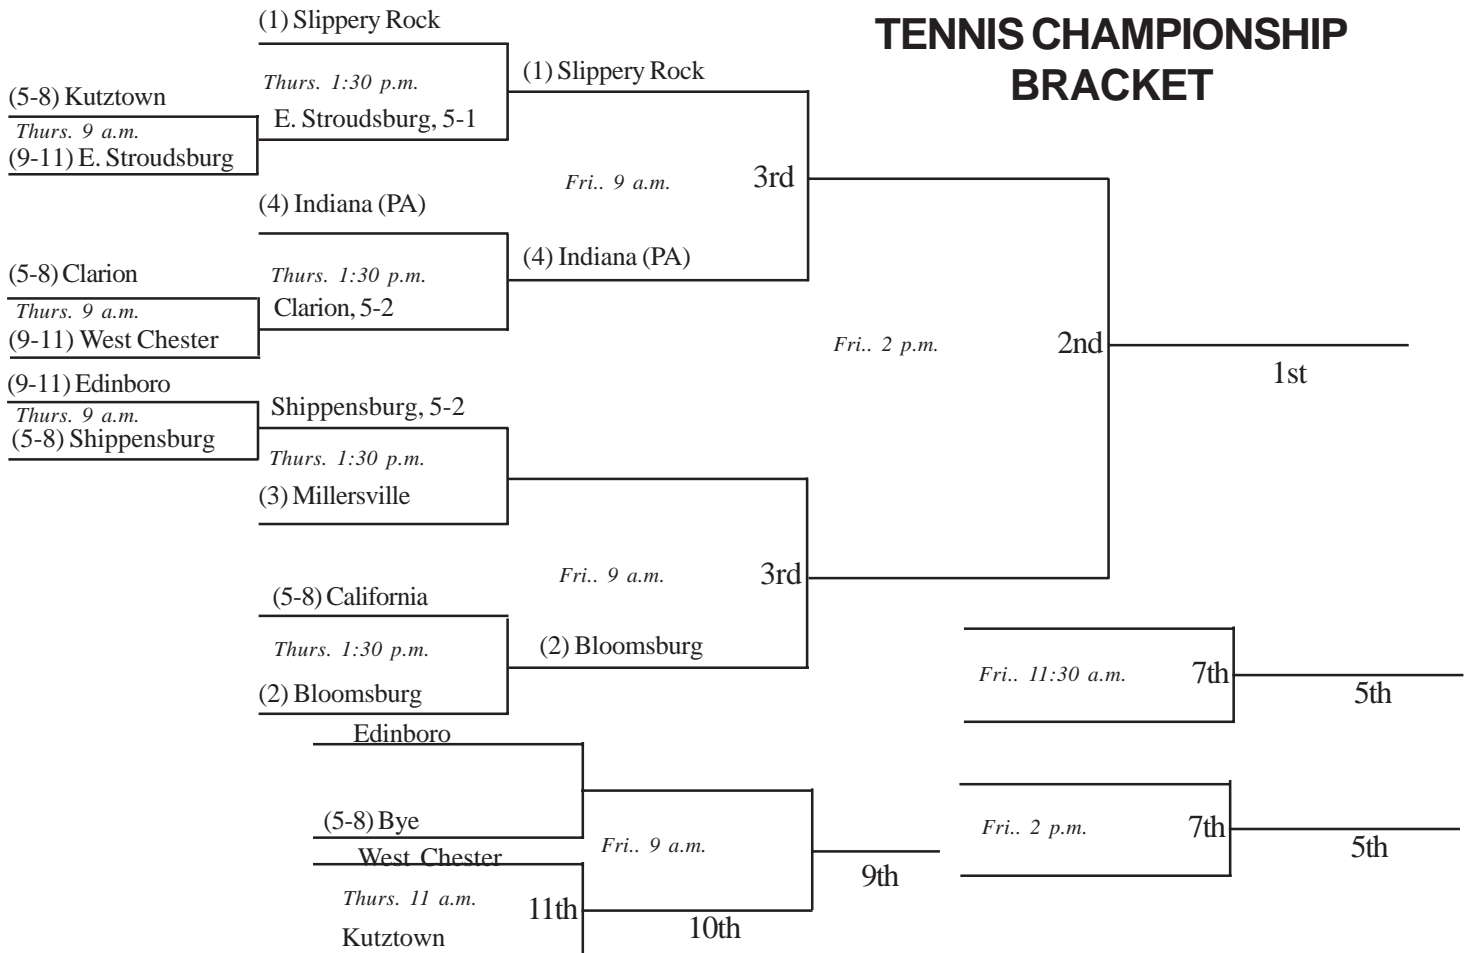 TENNIS CHAMPIONSHIP
BRACKET
(1) Slippery Rock
Thurs. 1:30 p.m.
(1) Slippery Rock
(5-8) Kutztown
E. Stroudsburg, 5-1
Thurs. 9 a.m.
(9-11) E. Stroudsburg
Fri.. 9 a.m.
3rd
(4) Indiana (PA)
(4) Indiana (PA)
(5-8) Clarion
Thurs. 1:30 p.m.
Thurs. 9 a.m.
Clarion, 5-2
(9-11) West Chester
Fri.. 2 p.m.
2nd
1st
(9-11) Edinboro
Shippensburg, 5-2
Thurs. 9 a.m.
(5-8) Shippensburg
Thurs. 1:30 p.m.
(3) Millersville
Fri.. 9 a.m.
3rd
(5-8) California
Thurs. 1:30 p.m.
(2) Bloomsburg
(2) Bloomsburg
Fri.. 11:30 a.m.
7th
5th
Edinboro
(5-8) Bye
Fri.. 9 a.m.
West Chester
9th
Thurs. 11 a.m.
11th
10th
Kutztown
Fri.. 2 p.m.
7th
5th